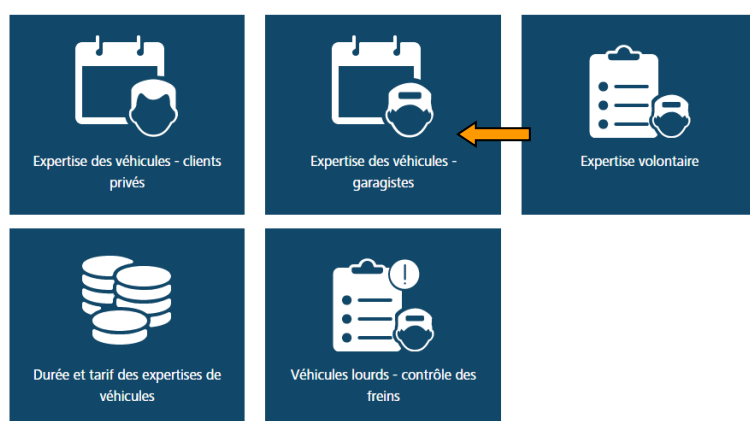 Expertise des véhicules - clients
privés
Expertise des véhicules -
garagistes
Expertise volontaire
Durée et tarif des expertises de
véhicules
Véhicules lourds - contrôle des
freins